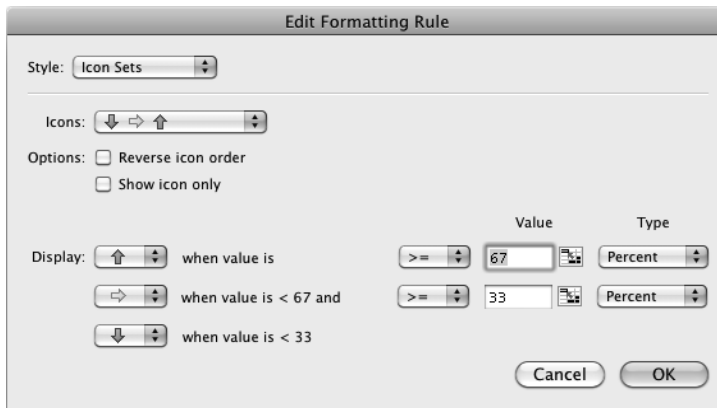 Edit Formatting Rule
Style: Icon Sets
Icons:
Options: Reverse icon order
Show icon only
Value Type
Display: when value is >= 67 Percent
when value is < 67 and >= 33 Percent
when value is < 33
Cancel OK